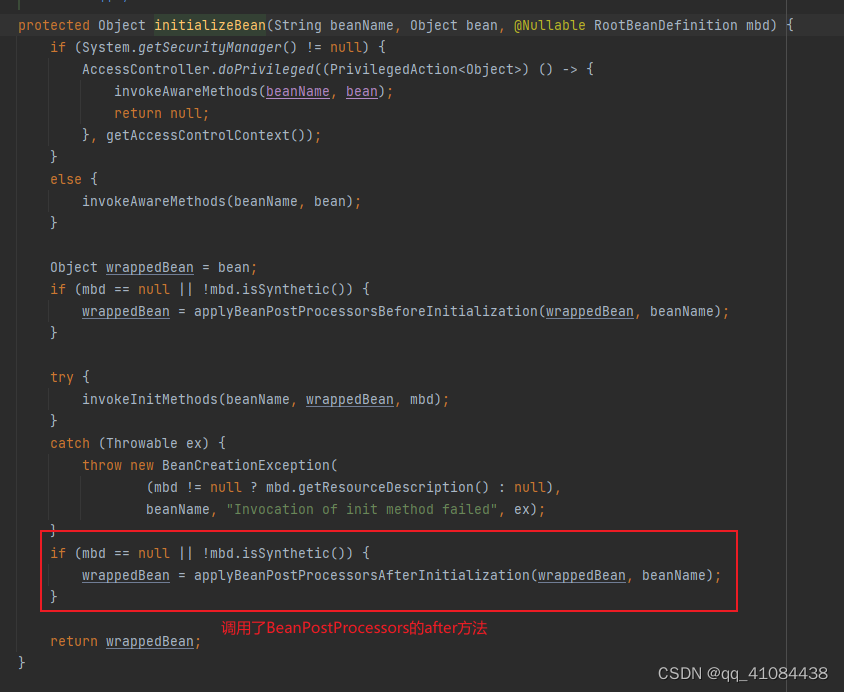 protected Object initializeBean(String beanName, Object bean, @Nullable RootBeanDefinition mbd) {
if (System.getSecurityManager() != null) {
AccessController.doPrivileged((PrivilegedAction<Object>) () -> {
invokeAwareMethods(beanName, bean);
return null;
}, getAccessControlContext());
}
else {
invokeAwareMethods(beanName, bean);
}
Object wrappedBean = bean;
if (mbd == null || !mbd.isSynthetic()) {
wrappedBean = applyBeanPostProcessorsBeforeInitialization(wrappedBean, beanName);
}
try {
invokeInitMethods(beanName, wrappedBean, mbd);
}
catch (Throwable ex) {
throw new BeanCreationException(
(mbd != null ? mbd.getResourceDescription() : null),
beanName, "Invocation of init method failed", ex);
}
if (mbd == null || !mbd.isSynthetic()) {
wrappedBean = applyBeanPostProcessorsAfterInitialization(wrappedBean, beanName);
}
调用了BeanPostProcessors的after方法
return wrappedBean;
}
CSDN @qq_41084438